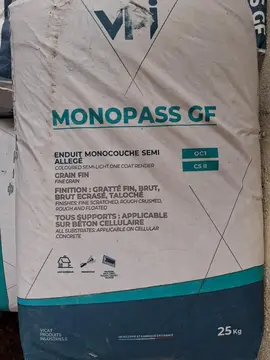 VPI
MONOPASS GF
ENDUIT MONOCOUCHE SEMI
ALLÉGÉ
COLOURED SEMI-LIGHT ONE COAT RENDER
GRAIN FIN
FINE GRAIN
OC1
CS II
FINITION : GRATTÉ FIN, BRUT,
BRUT ÉCRASÉ, TALOCHÉ
FINISHES: FINE SCRATCHED, ROUGH CRUSHED,
ROUGH AND FLOATED
TOUS SUPPORTS : APPLICABLE
SUR BÉTON CELLULAIRE
ALL SUBSTRATES: APPLICABLE ON CELLULAR
CONCRETE
VICAT
PRODUITS
INDUSTRIELS
25 Kg